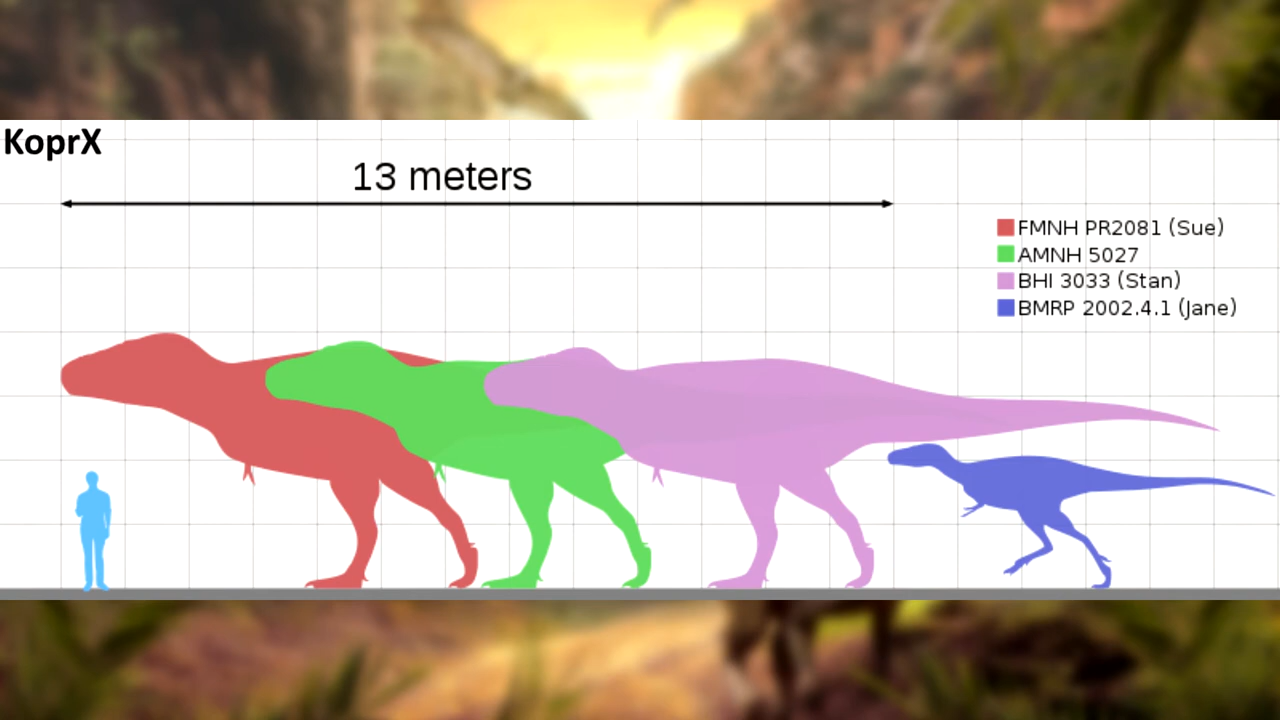 KoprX
13 meters
FMNH PR2081 (Sue)
AMNH 5027
BHI 3033 (Stan)
BMRP 2002.4.1 (Jane)